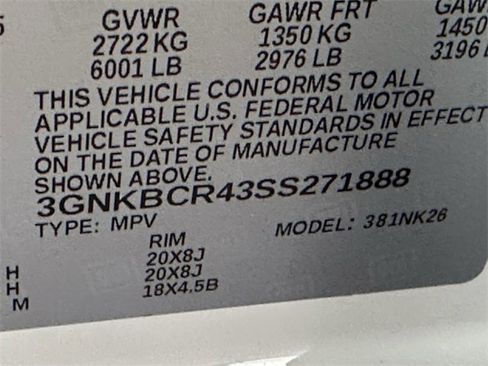 5 GVWR GAWR FRT GAW
2722 KG 1350 KG 1450
6001 LB 2976 LB 3196
THIS VEHICLE CONFORMS TO ALL
APPLICABLE U.S. FEDERAL MOTOR
VEHICLE SAFETY STANDARDS IN EFFECT
ON THE DATE OF MANUFACTURE
SHOWN ABOVE.
3GNKBCR43SS271888
TYPE: MPV MODEL: 381NK26
RIM
H 20X8J
H 20X8J
M 18X4.5B